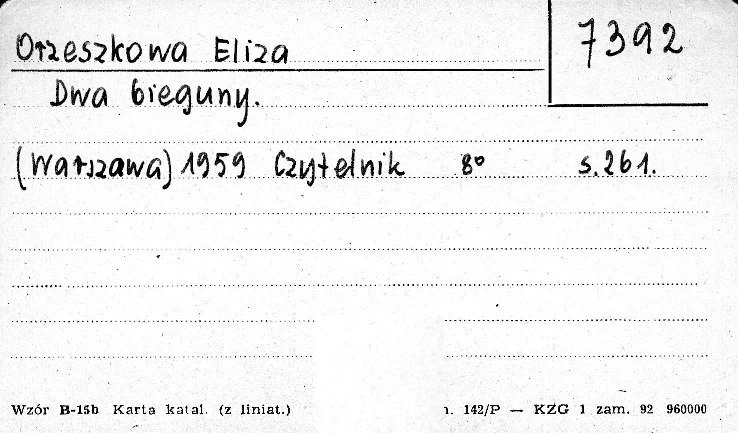 Orzeszkowa Eliza
7392
Dwa bieguny.
(Warszawa) 1959 Czytelnik 8° s. 261.
Wzór B-15b Karta katal. (z liniat.) 142/P — KZG 1 zam. 92 960000